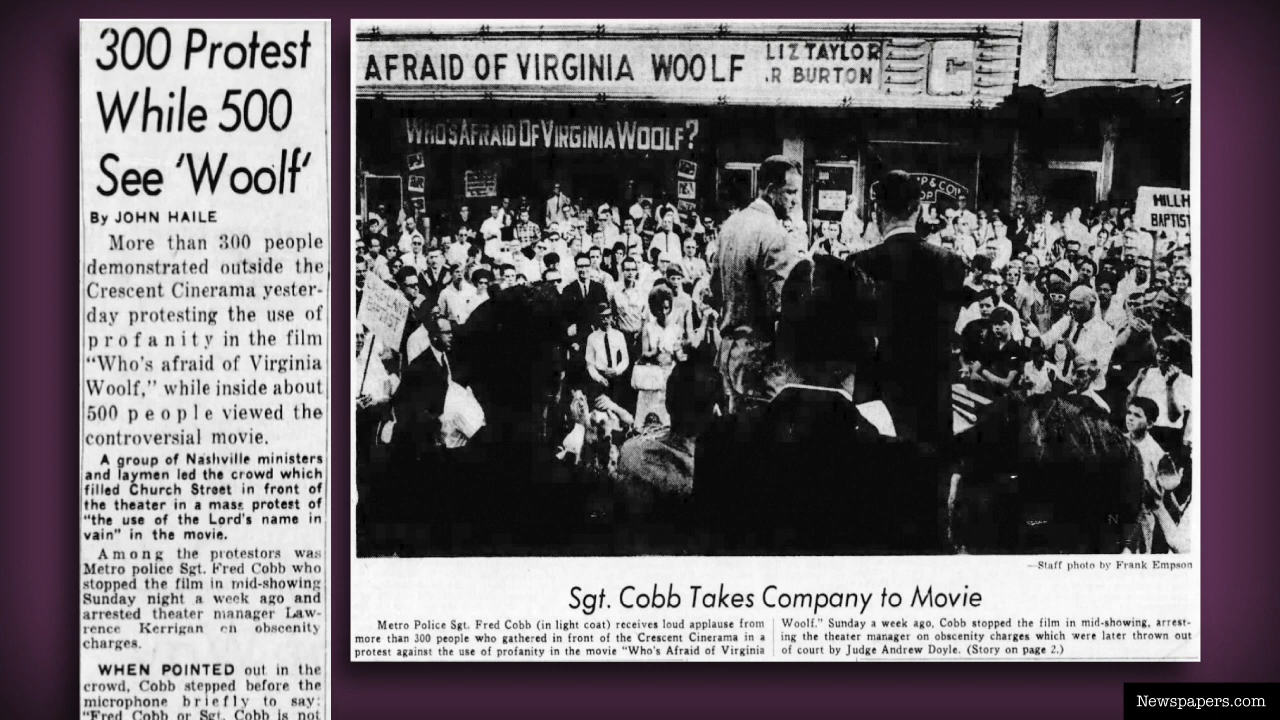 300 Protest
While 500
See 'Woolf'
By JOHN HAILE
More than 300 people
demonstrated outside the
Crescent Cinerama yester-
day protesting the use of
profanity in the film
"Who's afraid of Virginia
Woolf," while inside about
500 people viewed the
controversial movie.
A group of Nashville ministers
and laymen led the crowd which
filled Church Street in front of
the theater in a mass protest of
"the use of the Lord's name in
vain" in the movie.
Among the protestors was
Metro police Sgt. Fred Cobb who
stopped the film in mid-showing
Sunday night a week ago and
arrested theater manager Law-
rence Kerrigan on obscenity
charges.
WHEN POINTED out in the
crowd, Cobb stepped before the
microphone briefly to say:
"Fred Cobb or Sgt. Cobb is not
AFRAID OF VIRGINIA WOOLF
LIZ TAYLOR
.R BURTON
WHO'S AFRAID OF VIRGINIA WOOLF?
MILLH
BAPTIST
—Staff photo by Frank Empson
Sgt. Cobb Takes Company to Movie
Metro Police Sgt. Fred Cobb (in light coat) receives loud applause from
more than 300 people who gathered in front of the Crescent Cinerama in a
protest against the use of profanity in the movie "Who's Afraid of Virginia
Woolf." Sunday a week ago, Cobb stopped the film in mid-showing, arrest-
ing the theater manager on obscenity charges which were later thrown out
of court by Judge Andrew Doyle. (Story on page 2.)
Newspapers.com